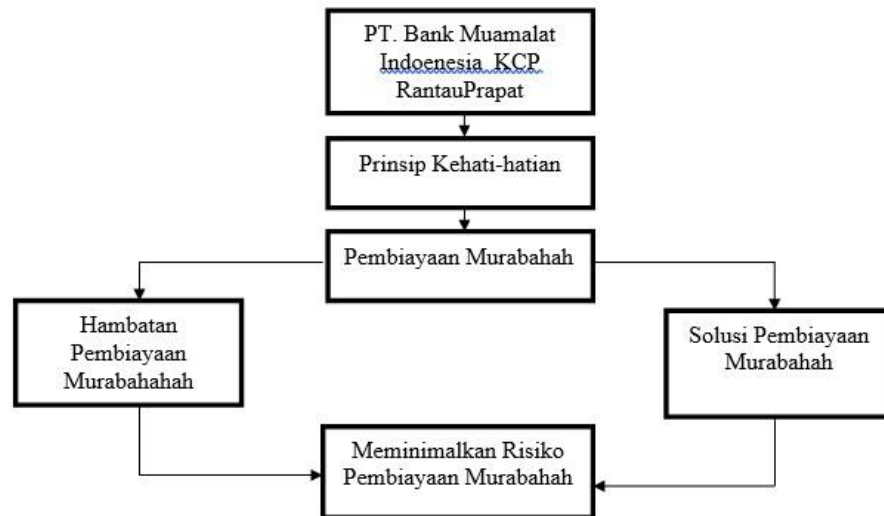 PT. Bank Muamalat
Indoenesia KCP
RantauPrapat
Prinsip Kehati-hatian
Pembiayaan Murabahah
Hambatan
Pembiayaan
Murabahahah
Solusi Pembiayaan
Murabahah
Meminimalkan Risiko
Pembiayaan Murabahah